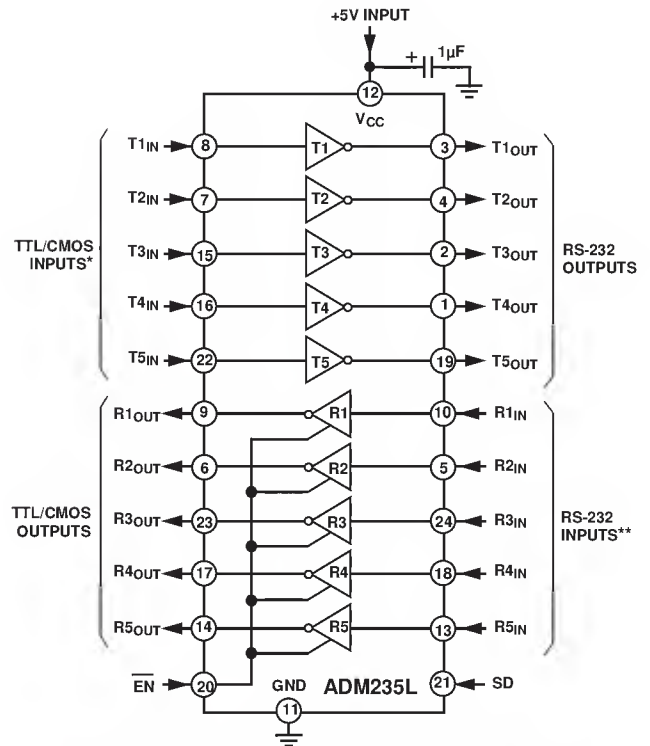 +5V INPUT
+ 1µF
12
VCC
T1IN 8 T1 3 T1OUT
T2IN 7 T2 4 T2OUT
TTL/CMOS
INPUTS*
T3IN 15 T3 2 T3OUT
RS-232
OUTPUTS
T4IN 16 T4 1 T4OUT
T5IN 22 T5 19 T5OUT
R1OUT 9 R1 10 R1IN
R2OUT 6 R2 5 R2IN
TTL/CMOS
OUTPUTS
R3OUT 23 R3 24 R3IN
RS-232
INPUTS**
R4OUT 17 R4 18 R4IN
R5OUT 14 R5 13 R5IN
EN 20 GND ADM235L 21 SD
11